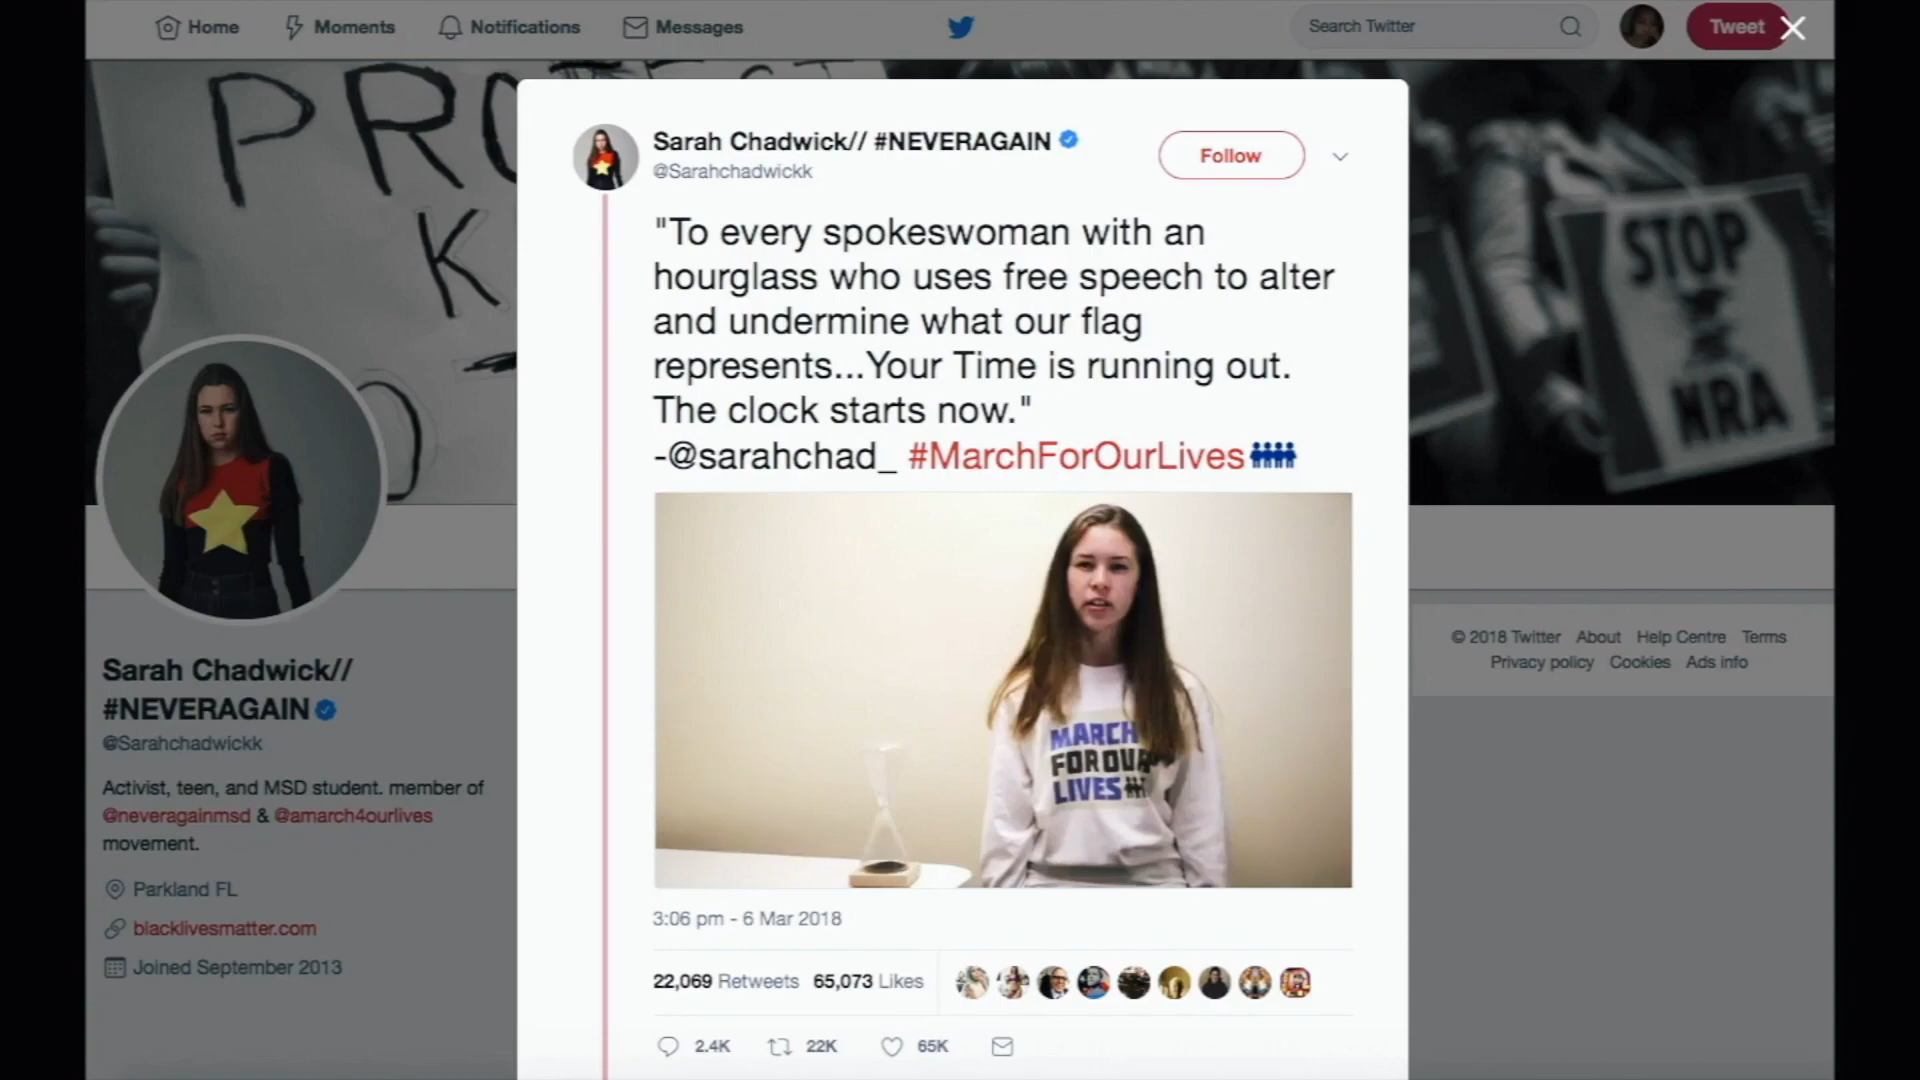 Home
Moments
Notifications
Messages
Search Twitter
Tweet
PRO
K
STOP
NRA
Sarah Chadwick// #NEVERAGAIN
@Sarahchadwickk
Follow
"To every spokeswoman with an
hourglass who uses free speech to alter
and undermine what our flag
represents...Your Time is running out.
The clock starts now."
-@sarahchad_ #MarchForOurLives
MARCH
FOR OUR
LIVES
3:06 pm - 6 Mar 2018
22,069 Retweets 65,073 Likes
2.4K 22K 65K
Sarah Chadwick//
#NEVERAGAIN
@Sarahchadwickk
Activist, teen, and MSD student. member of
@neveragainmsd & @amarch4ourlives
movement.
Parkland FL
blacklivesmatter.com
Joined September 2013
© 2018 Twitter About Help Centre Terms
Privacy policy Cookies Ads info